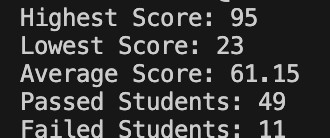 Highest Score: 95
Lowest Score: 23
Average Score: 61.15
Passed Students: 49
Failed Students: 11